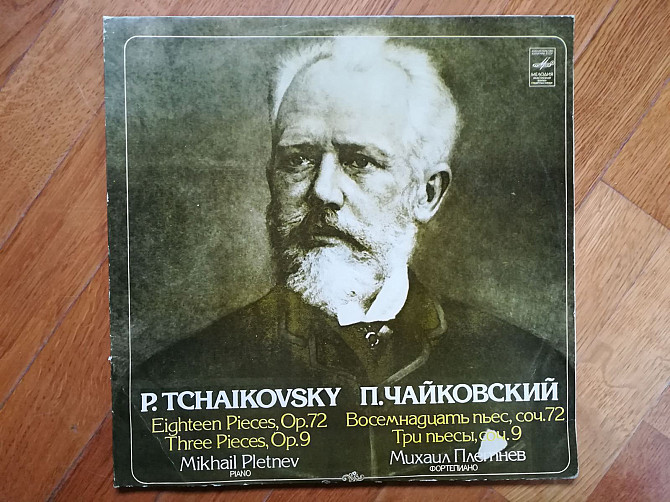 МЕЛОДИЯ
P. TCHAIKOVSKY
Eighteen Pieces, Op.72
Three Pieces, Op.9
Mikhail Pletnev
PIANO
П.ЧАЙКОВСКИЙ
Восемнадцать пьес, соч.72
Три пьесы, соч. 9
Михаил Плетнев
ФОРТЕПИАНО